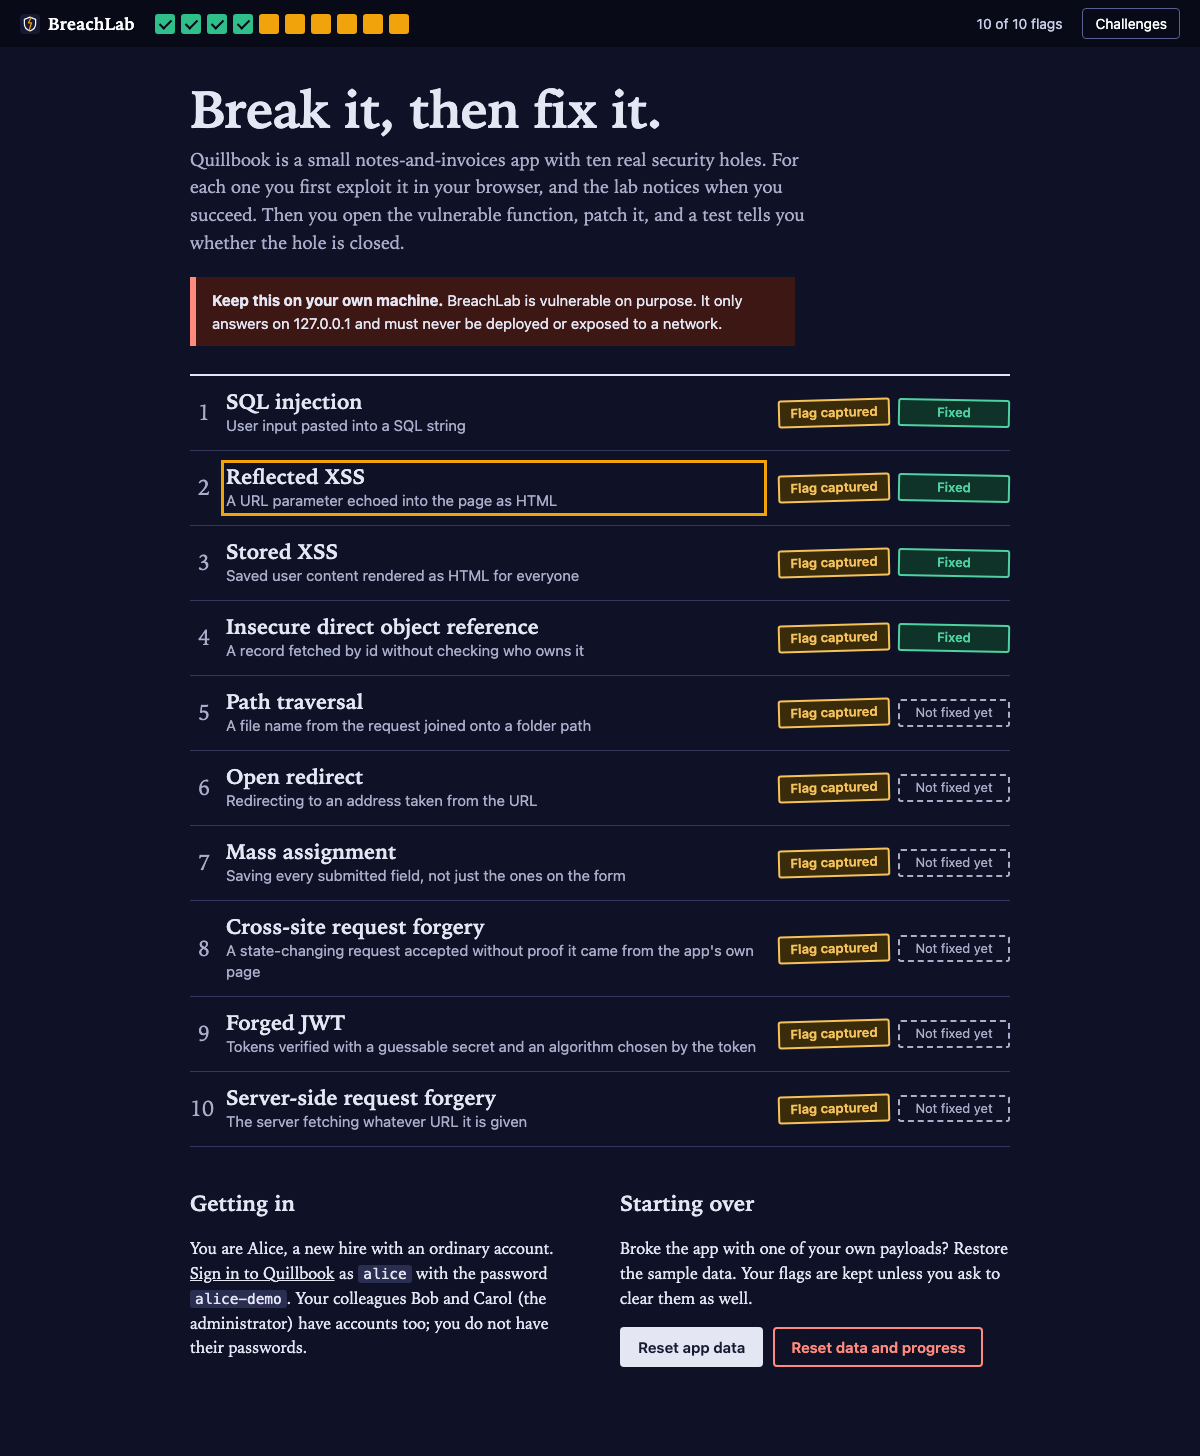 BreachLab
10 of 10 flags
Challenges
Break it, then fix it.
Quillbook is a small notes-and-invoices app with ten real security holes. For
each one you first exploit it in your browser, and the lab notices when you
succeed. Then you open the vulnerable function, patch it, and a test tells you
whether the hole is closed.
Keep this on your own machine. BreachLab is vulnerable on purpose. It only
answers on 127.0.0.1 and must never be deployed or exposed to a network.
1
SQL injection
User input pasted into a SQL string
Flag captured
Fixed
2
Reflected XSS
A URL parameter echoed into the page as HTML
Flag captured
Fixed
3
Stored XSS
Saved user content rendered as HTML for everyone
Flag captured
Fixed
4
Insecure direct object reference
A record fetched by id without checking who owns it
Flag captured
Fixed
5
Path traversal
A file name from the request joined onto a folder path
Flag captured
Not fixed yet
6
Open redirect
Redirecting to an address taken from the URL
Flag captured
Not fixed yet
7
Mass assignment
Saving every submitted field, not just the ones on the form
Flag captured
Not fixed yet
8
Cross-site request forgery
A state-changing request accepted without proof it came from the app's own
page
Flag captured
Not fixed yet
9
Forged JWT
Tokens verified with a guessable secret and an algorithm chosen by the token
Flag captured
Not fixed yet
10
Server-side request forgery
The server fetching whatever URL it is given
Flag captured
Not fixed yet
Getting in
You are Alice, a new hire with an ordinary account.
Sign in to Quillbook as alice with the password
alice-demo. Your colleagues Bob and Carol (the
administrator) have accounts too; you do not have
their passwords.
Starting over
Broke the app with one of your own payloads? Restore
the sample data. Your flags are kept unless you ask to
clear them as well.
Reset app data
Reset data and progress